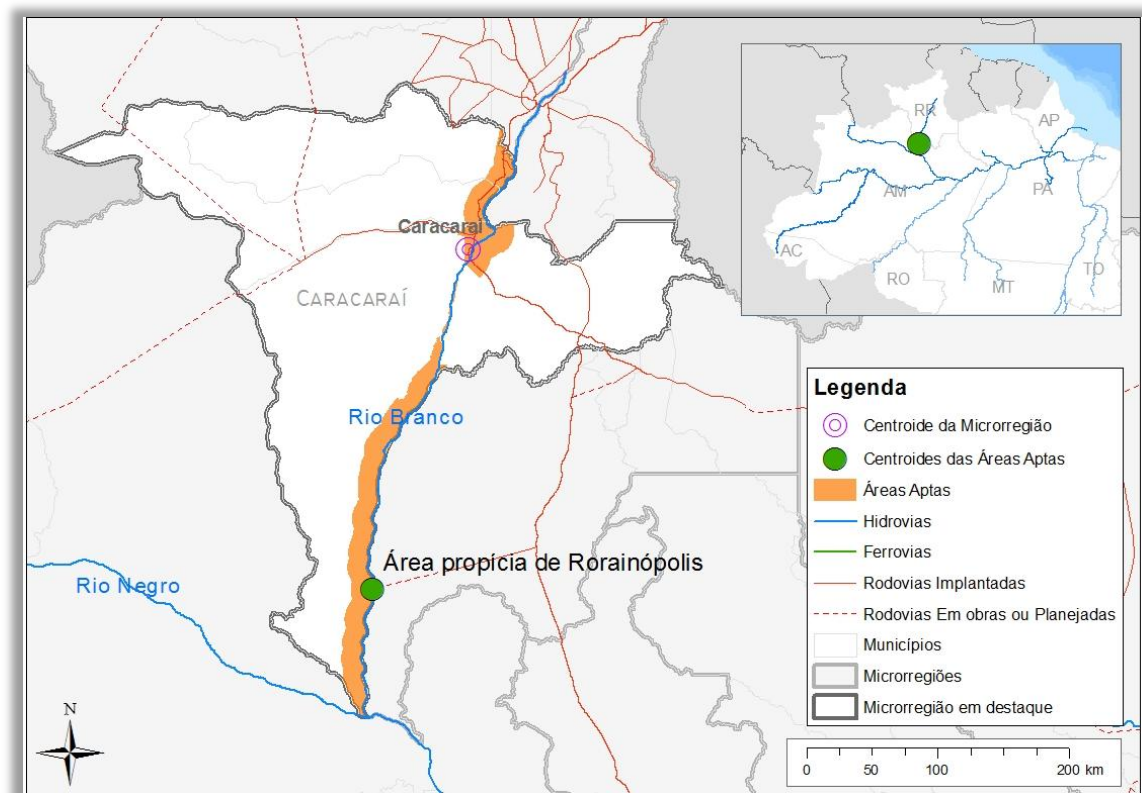 Caracaraí
CARACARAÍ
Rio Branco
Área propícia de Rorainópolis
Rio Negro
N
RR
AP
AM
PA
AC
RO
MT
TO
Legenda
Centroide da Microrregião
Centroides das Áreas Aptas
Áreas Aptas
Hidrovias
Ferrovias
Rodovias Implantadas
Rodovias Em obras ou Planejadas
Municípios
Microrregiões
Microrregião em destaque
0 50 100 200 km